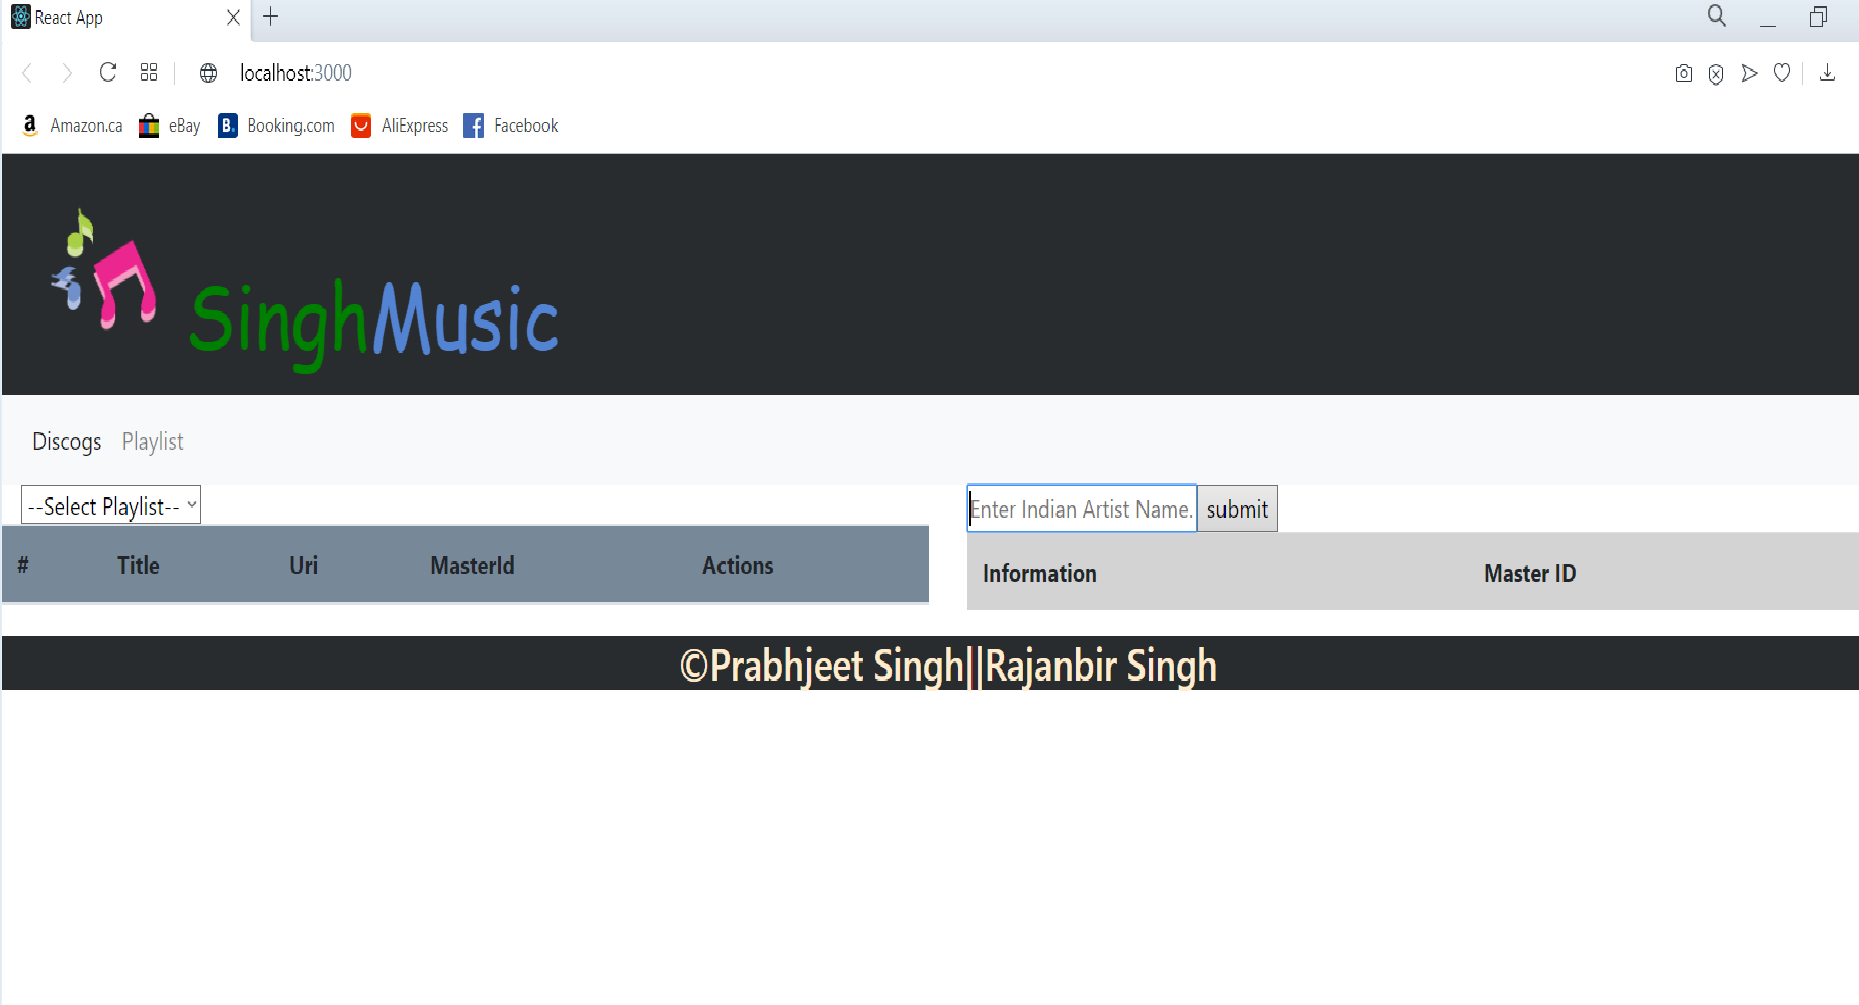 React App
localhost:3000
Amazon.ca eBay Booking.com AliExpress Facebook
SinghMusic
Discogs Playlist
--Select Playlist--
Enter Indian Artist Name. submit
# Title Uri MasterId Actions
Information Master ID
©Prabhjeet Singh||Rajanbir Singh